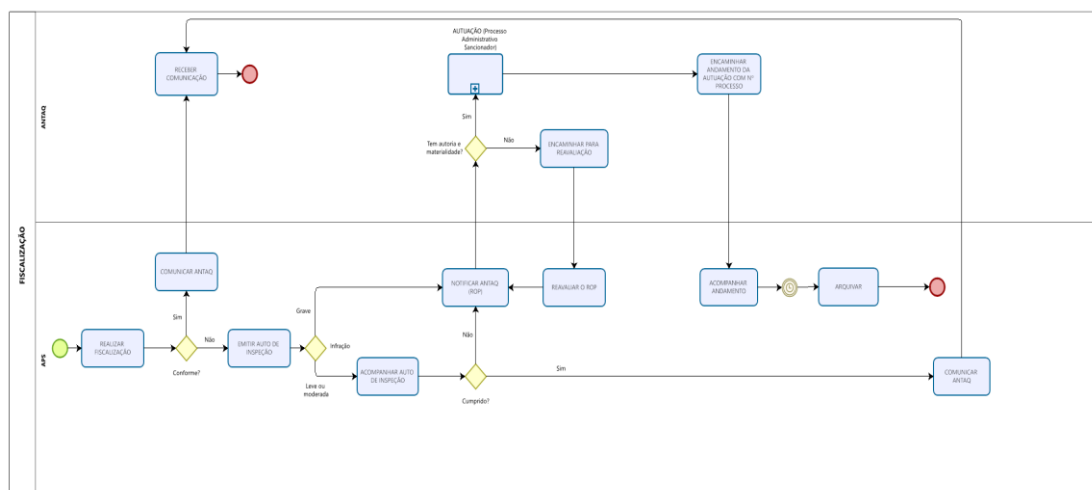 FISCALIZAÇÃO
ANTAQ
RECEBER
COMUNICAÇÃO
AUTUAÇÃO (Processo
Administrativo
Sancionador)
ENCAMINHAR
ANDAMENTO DA
AUTUAÇÃO COM Nº
PROCESSO
Sim
Tem autoria e
materialidade?
Não
ENCAMINHAR PARA
REAVALIAÇÃO
APS
COMUNICAR ANTAQ
NOTIFICAR ANTAQ
(ROP)
REAVALIAR O ROP
ACOMPANHAR
ANDAMENTO
ARQUIVAR
Sim
Grave
REALIZAR
FISCALIZAÇÃO
Não
EMITIR AUTO DE
INSPEÇÃO
Infração
Não
Conforme?
Leve ou
moderada
ACOMPANHAR AUTO
DE INSPEÇÃO
Cumprido?
Sim
COMUNICAR
ANTAQ